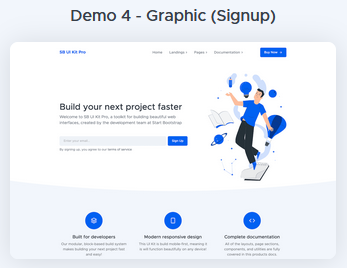 Demo 4 - Graphic (Signup)
SB UI Kit Pro
Home Landings Pages Documentation Buy Now
Build your next project faster
Welcome to SB UI Kit Pro, a toolkit for building beautiful web
interfaces, created by the development team at Start Bootstrap
Enter your email... Sign Up
By signing up, you agree to our terms of service.
Built for developers Modern responsive design Complete documentation
Our modular, block-based build system This UI Kit is build mobile first, meaning it All of the layouts, page sections,
makes building your next project fast will function beautifully on any device! components, and utilities are fully
and easy! covered in this products docs.